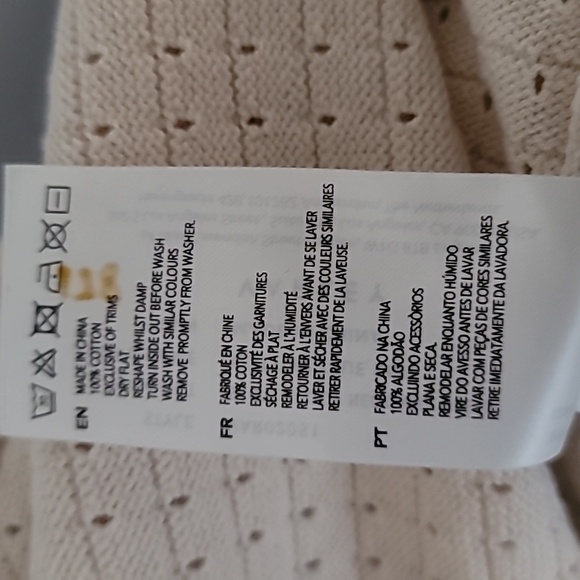 EN
MADE IN CHINA
100% COTTON
EXCLUSIVE OF TRIMS
DRY FLAT
RESHAPE WHILST DAMP
TURN INSIDE OUT BEFORE WASH
WASH WITH SIMILAR COLOURS
REMOVE PROMPTLY FROM WASHER.
FR
FABRIQUÉ EN CHINE
100% COTON
EXCLUSIVITÉ DES GARNITURES
SÉCHAGE À PLAT
REMODELER À L'HUMIDITÉ
RETOURNER À L'ENVERS AVANT DE SE LAVER
LAVER ET SÉCHER AVEC DES COULEURS SIMILAIRES
RETIRER RAPIDEMENT DE LA LAVEUSE.
PT
FABRICADO NA CHINA
100% ALGODÃO
EXCLUINDO ACESSÓRIOS
PLANA E SECA.
REMODELAR ENQUANTO HÚMIDO
VIRE DO AVESSO ANTES DE LAVAR
LAVAR COM PEÇAS DE CORES SIMILARES
RETIRE IMEDIATAMENTE DA LAVADORA.